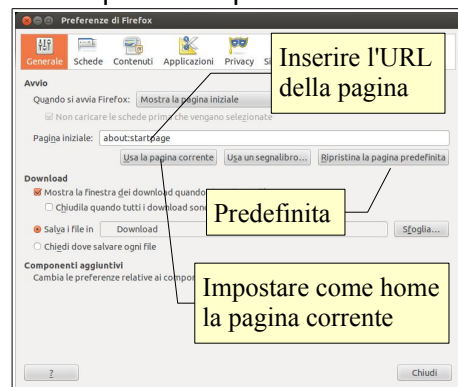 Preferenze di Firefox
Generale Schede Contenuti Applicazioni Privacy
Inserire l'URL
della pagina
Avvio
Quando si avvia Firefox: Mostra la pagina iniziale
Non caricare le schede prima che vengano selezionate
Pagina iniziale: about:startpage
Usa la pagina corrente Usa un segnalibro... Ripristina la pagina predefinita
Download
Mostra la finestra dei download quando
Chiudila quando tutti i download
Predefinita
Salva i file in Download Sfoglia...
Chiedi dove salvare ogni file
Componenti aggiuntivi
Cambia le preferenze relative ai
Impostare come home
la pagina corrente
? Chiudi